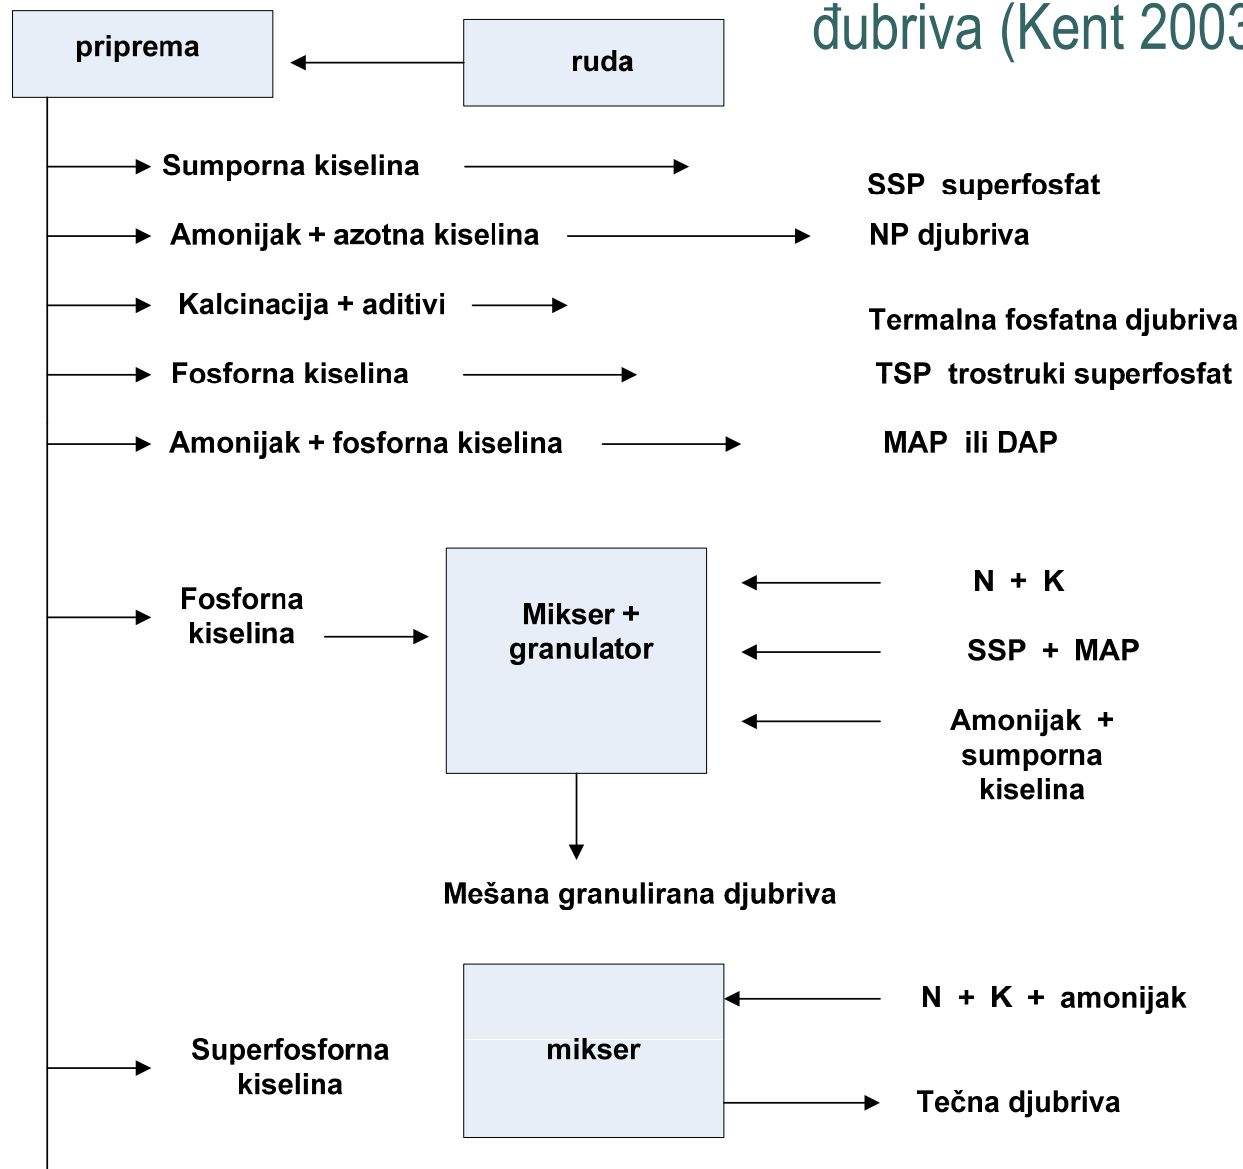 đubriva (Kent 2003
priprema
ruda
Sumporna kiselina
SSP superfosfat
Amonijak + azotna kiselina
NP djubriva
Kalcinacija + aditivi
Termalna fosfatna djubriva
Fosforna kiselina
TSP trostruki superfosfat
Amonijak + fosforna kiselina
MAP ili DAP
Fosforna
kiselina
Mikser +
granulator
N + K
SSP + MAP
Amonijak +
sumporna
kiselina
Mešana granulirana djubriva
Superfosforna
kiselina
mikser
N + K + amonijak
Tečna djubriva